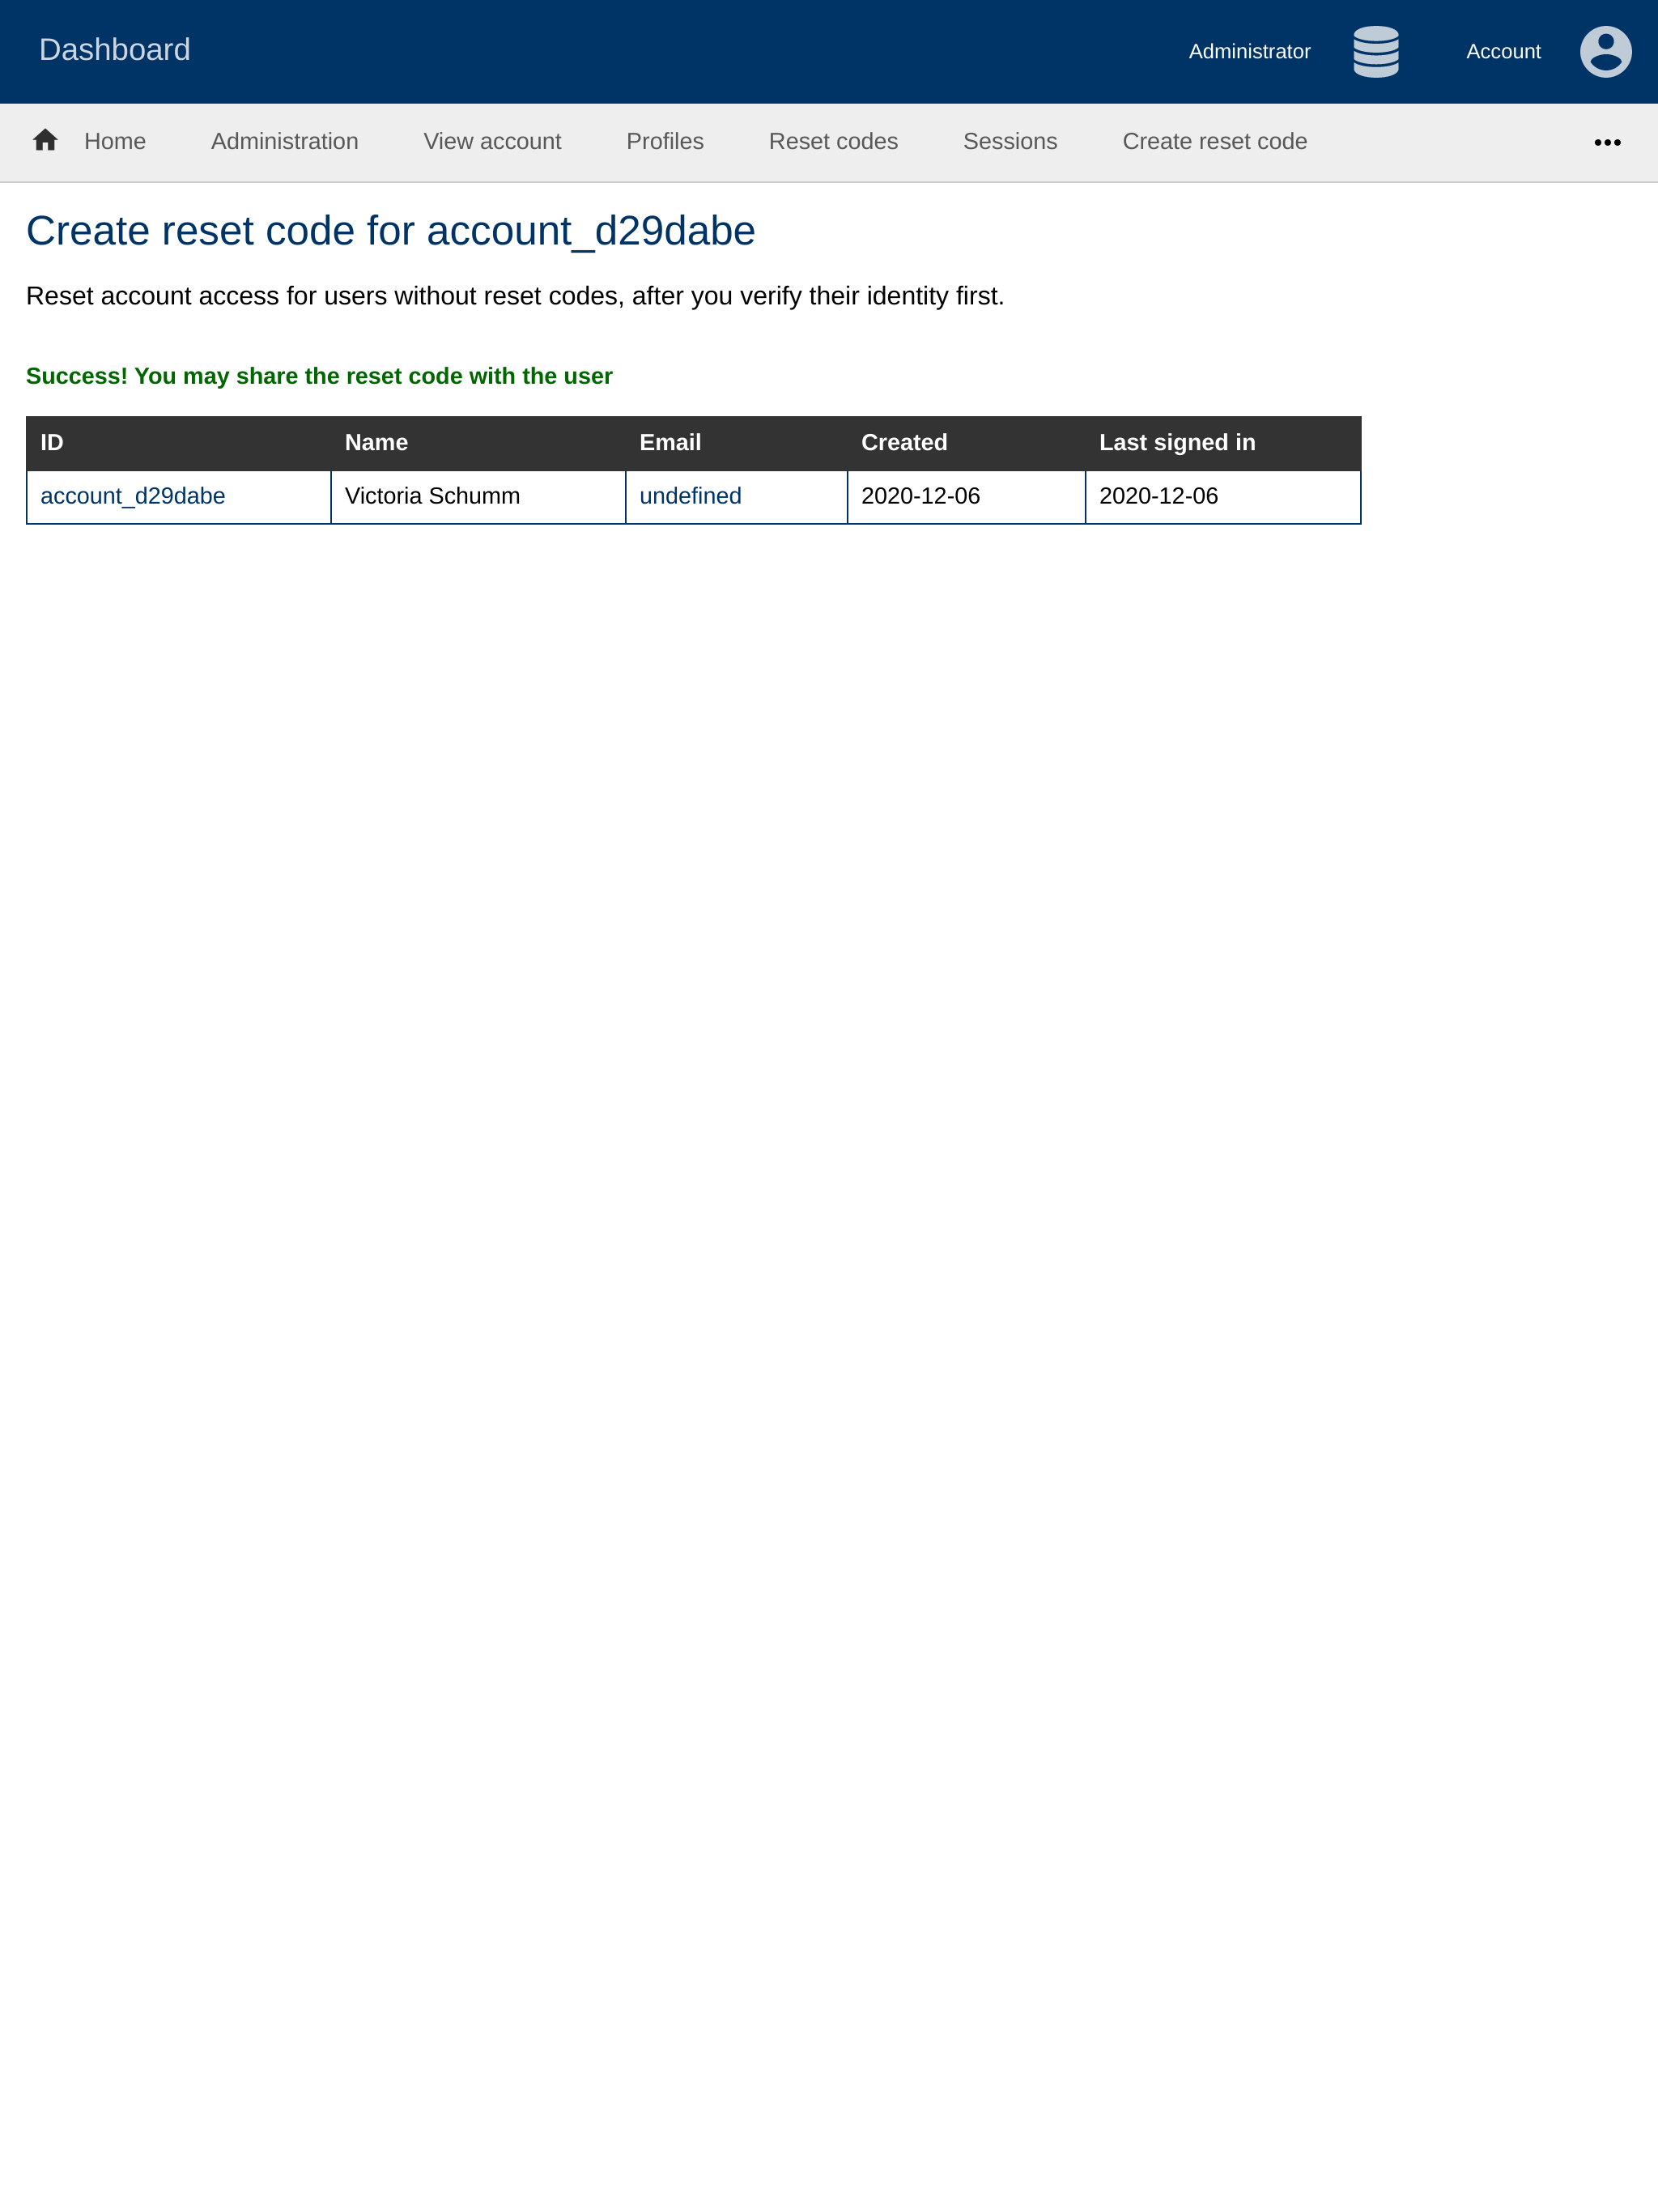 Dashboard Administrator Account
Home Administration View account Profiles Reset codes Sessions Create reset code
Create reset code for account_d29dabe
Reset account access for users without reset codes, after you verify their identity first.
Success! You may share the reset code with the user
ID Name Email Created Last signed in
account_d29dabe Victoria Schumm undefined 2020-12-06 2020-12-06